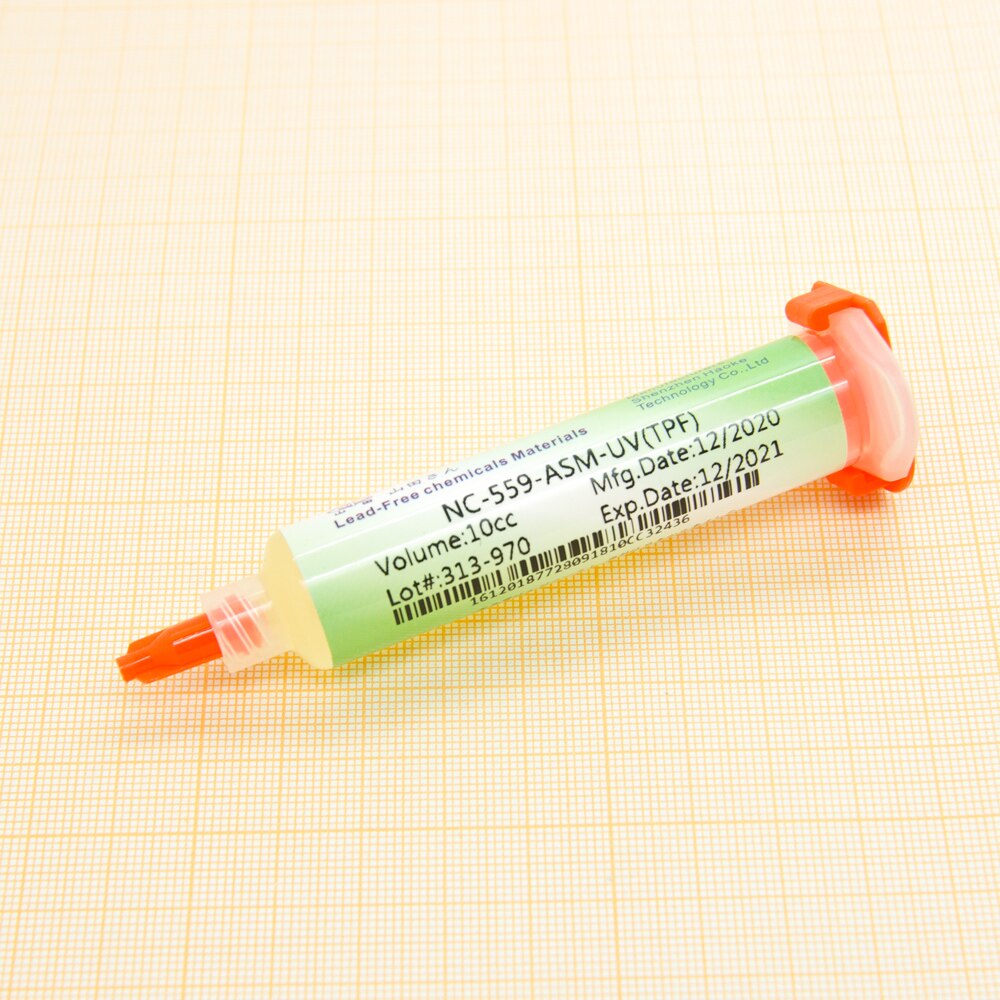 Lead-Free chemicals Materials
Shenzhen Haoke
Technology Co.,Ltd
NC-559-ASM-UV(TPF)
Volume:10cc
Mfg.Date:12/2020
Lot#:313-970
Exp.Date:12/2021
16120187728091810CC32436